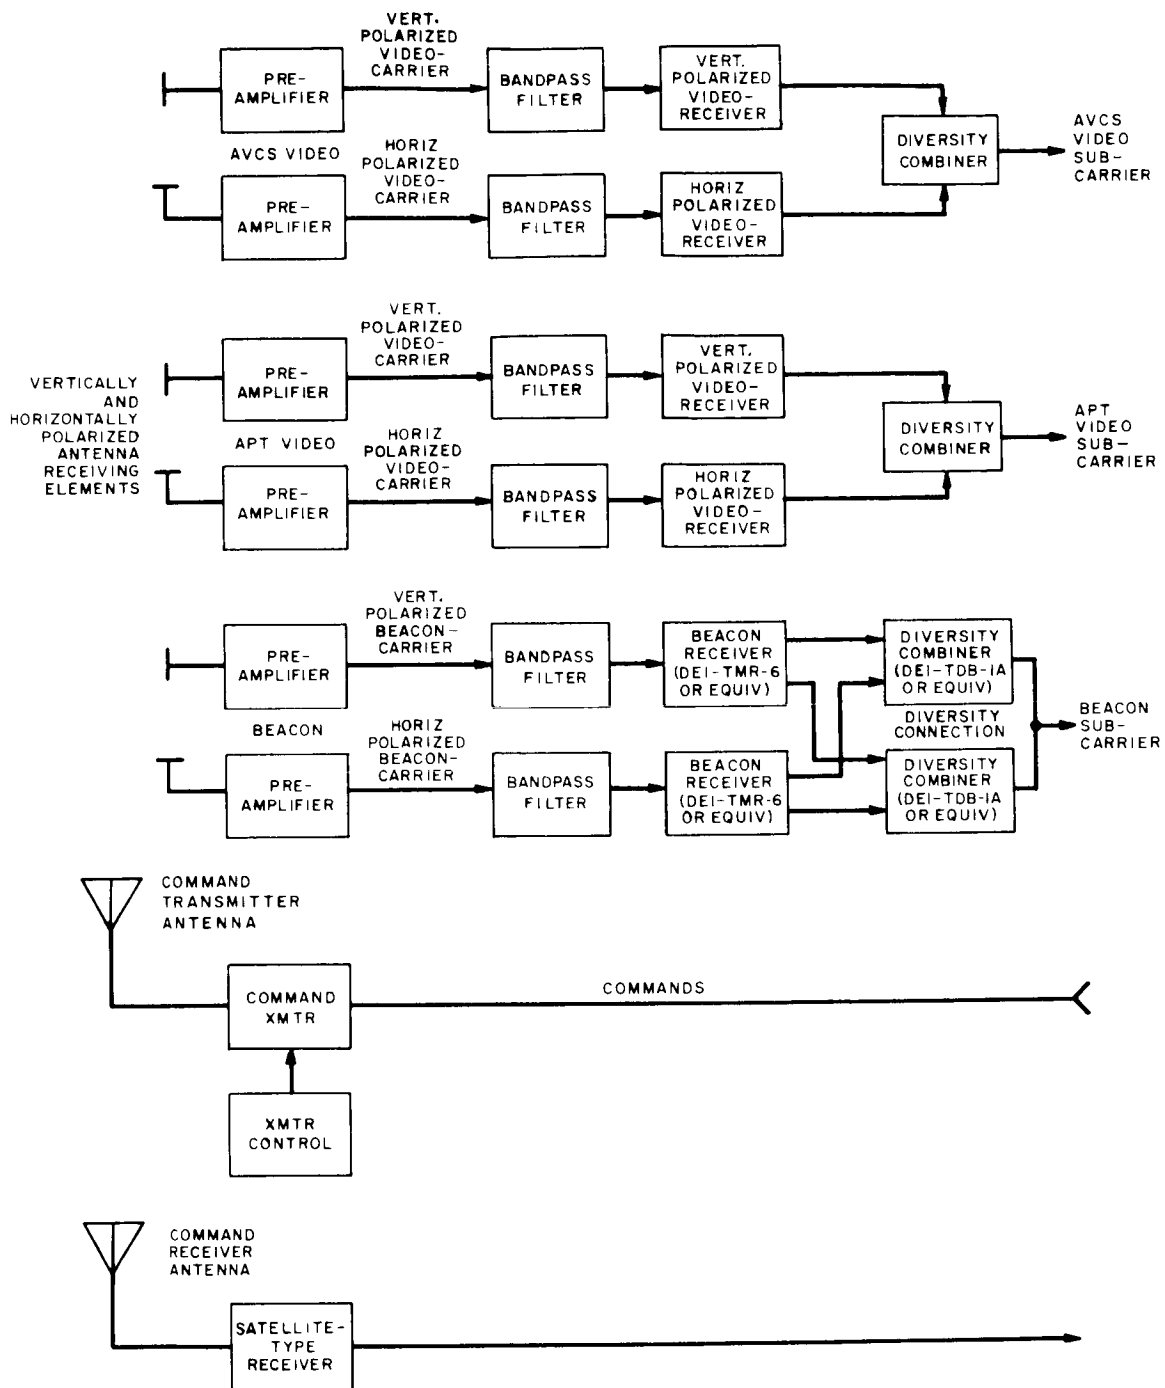 VERT.
POLARIZED
VIDEO-
CARRIER
PRE-
AMPLIFIER
BANDPASS
FILTER
VERT.
POLARIZED
VIDEO-
RECEIVER
AVCS VIDEO
HORIZ
POLARIZED
VIDEO-
CARRIER
PRE-
AMPLIFIER
BANDPASS
FILTER
HORIZ
POLARIZED
VIDEO-
RECEIVER
DIVERSITY
COMBINER
AVCS
VIDEO
SUB-
CARRIER
VERTICALLY
AND
HORIZONTALLY
POLARIZED
ANTENNA
RECEIVING
ELEMENTS
VERT.
POLARIZED
VIDEO-
CARRIER
PRE-
AMPLIFIER
BANDPASS
FILTER
VERT.
POLARIZED
VIDEO-
RECEIVER
APT VIDEO
HORIZ
POLARIZED
VIDEO-
CARRIER
PRE-
AMPLIFIER
BANDPASS
FILTER
HORIZ
POLARIZED
VIDEO-
RECEIVER
DIVERSITY
COMBINER
APT
VIDEO
SUB-
CARRIER
VERT.
POLARIZED
BEACON-
CARRIER
PRE-
AMPLIFIER
BANDPASS
FILTER
BEACON
RECEIVER
(DEI-TMR-6
OR EQUIV)
DIVERSITY
COMBINER
(DEI-TDB-1A
OR EQUIV)
BEACON
HORIZ
POLARIZED
BEACON-
CARRIER
DIVERSITY
CONNECTION
BEACON
SUB-
CARRIER
PRE-
AMPLIFIER
BANDPASS
FILTER
BEACON
RECEIVER
(DEI-TMR-6
OR EQUIV)
DIVERSITY
COMBINER
(DEI-TDB-1A
OR EQUIV)
COMMAND
TRANSMITTER
ANTENNA
COMMAND
XMTR
COMMANDS
XMTR
CONTROL
COMMAND
RECEIVER
ANTENNA
SATELLITE-
TYPE
RECEIVER